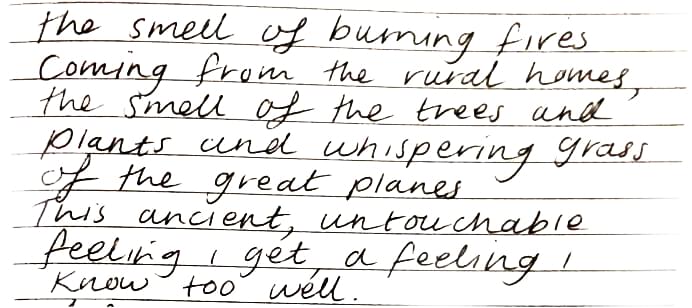 the smell of burning fires
Coming from the rural homes,
the smell of the trees and
plants and whispering grass
of the great planes
This ancient, untouchable
feeling i get, a feeling i
know too well.